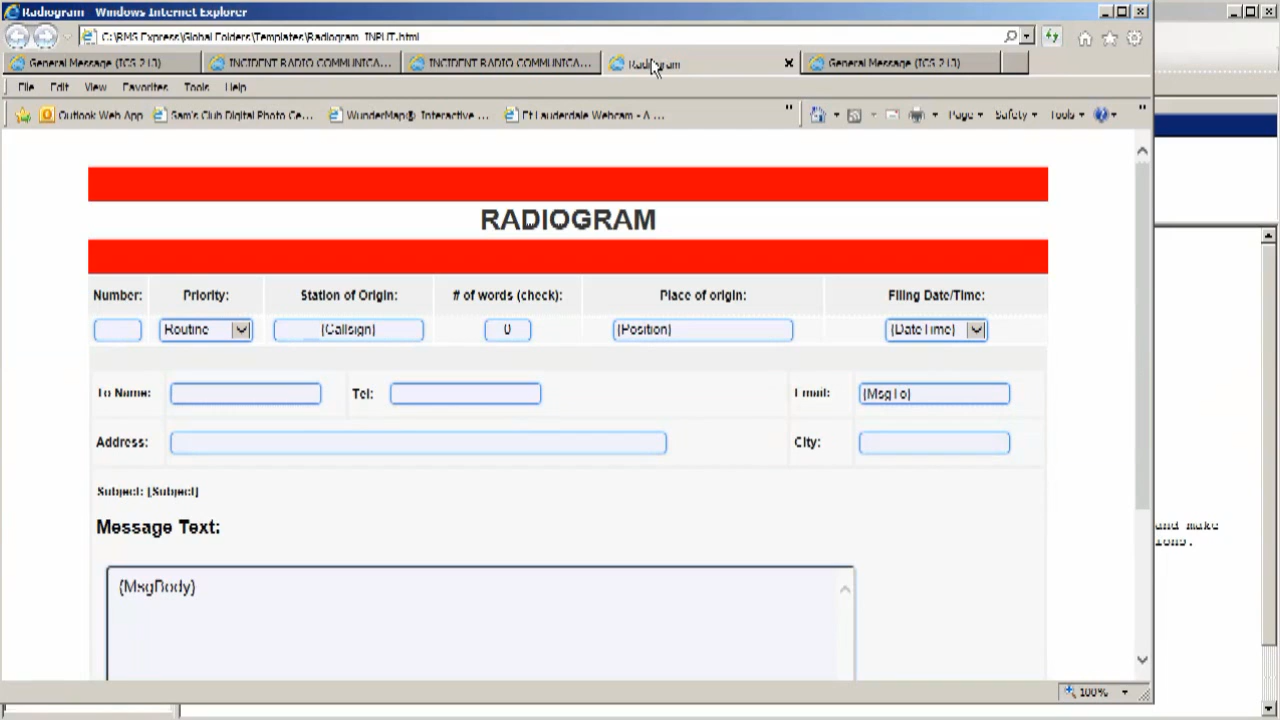 Radiogram - Windows Internet Explorer
C:\RMS Express\Global Folders\Templates\Radiogram INPUT.html
General Message (ICS 213) INCIDENT RADIO COMMUNICA... INCIDENT RADIO COMMUNICA... Radiogram General Message (ICS 213)
File Edit View Favorites Tools Help
Outlook Web App Sam's Club Digital Photo Ce... WunderMap® Interactive ... Ft Lauderdale Webcam - A ... Page Safety Tools
RADIOGRAM
Number: Priority: Station of Origin: # of words (check): Place of origin: Filing Date/Time:
Routine {Callsign} 0 {Position} {DateTime}
To Name: Tel: Email: {MsgTo}
Address: City:
Subject: {Subject}
Message Text:
and make
ions.
{MsgBody}
100%